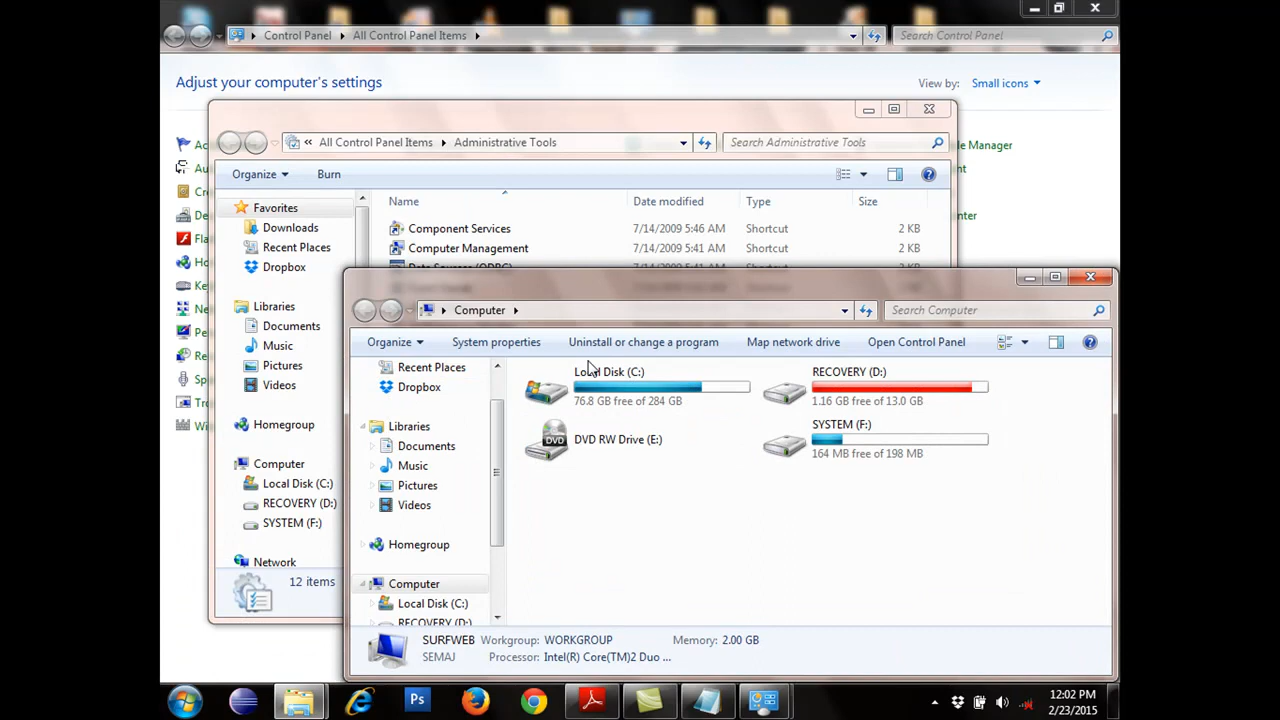 Control Panel
All Control Panel Items
Search Control Panel
Adjust your computer's settings
View by: Small icons
All Control Panel Items
Administrative Tools
Search Administrative Tools
Organize
Burn
Favorites
Downloads
Recent Places
Dropbox
Libraries
Documents
Music
Pictures
Videos
Homegroup
Computer
Local Disk (C:)
RECOVERY (D:)
SYSTEM (F:)
Network
12 items
Name Date modified Type Size
Component Services 7/14/2009 5:46 AM Shortcut 2 KB
Computer Management 7/14/2009 5:41 AM Shortcut 2 KB
Computer
Search Computer
Organize System properties Uninstall or change a program Map network drive Open Control Panel
Recent Places
Dropbox
Libraries
Documents
Music
Pictures
Videos
Homegroup
Computer
Local Disk (C:)
RECOVERY (D:)
Local Disk (C:)
76.8 GB free of 284 GB
RECOVERY (D:)
1.16 GB free of 13.0 GB
DVD RW Drive (E:)
SYSTEM (F:)
164 MB free of 198 MB
SURFWEB Workgroup: WORKGROUP Memory: 2.00 GB
SEMAJ Processor: Intel(R) Core(TM)2 Duo ...
Ps
12:02 PM
2/23/2015